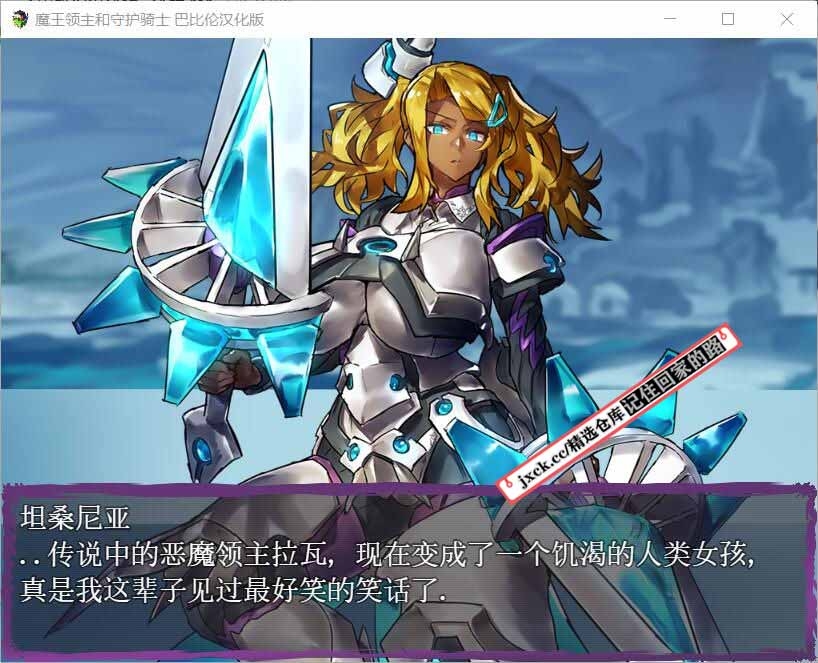 魔王领主和守护骑士 巴比伦汉化版
jxck.cc/精选仓库 记住回家的路
坦桑尼亚
..传说中的恶魔领主拉瓦, 现在变成了一个饥渴的人类女孩,
真是我这辈子见过最好笑的笑话了.